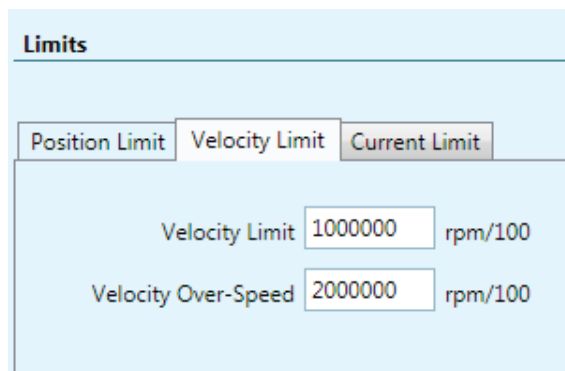 Limits
Position Limit Velocity Limit Current Limit
Velocity Limit 1000000 rpm/100
Velocity Over-Speed 2000000 rpm/100